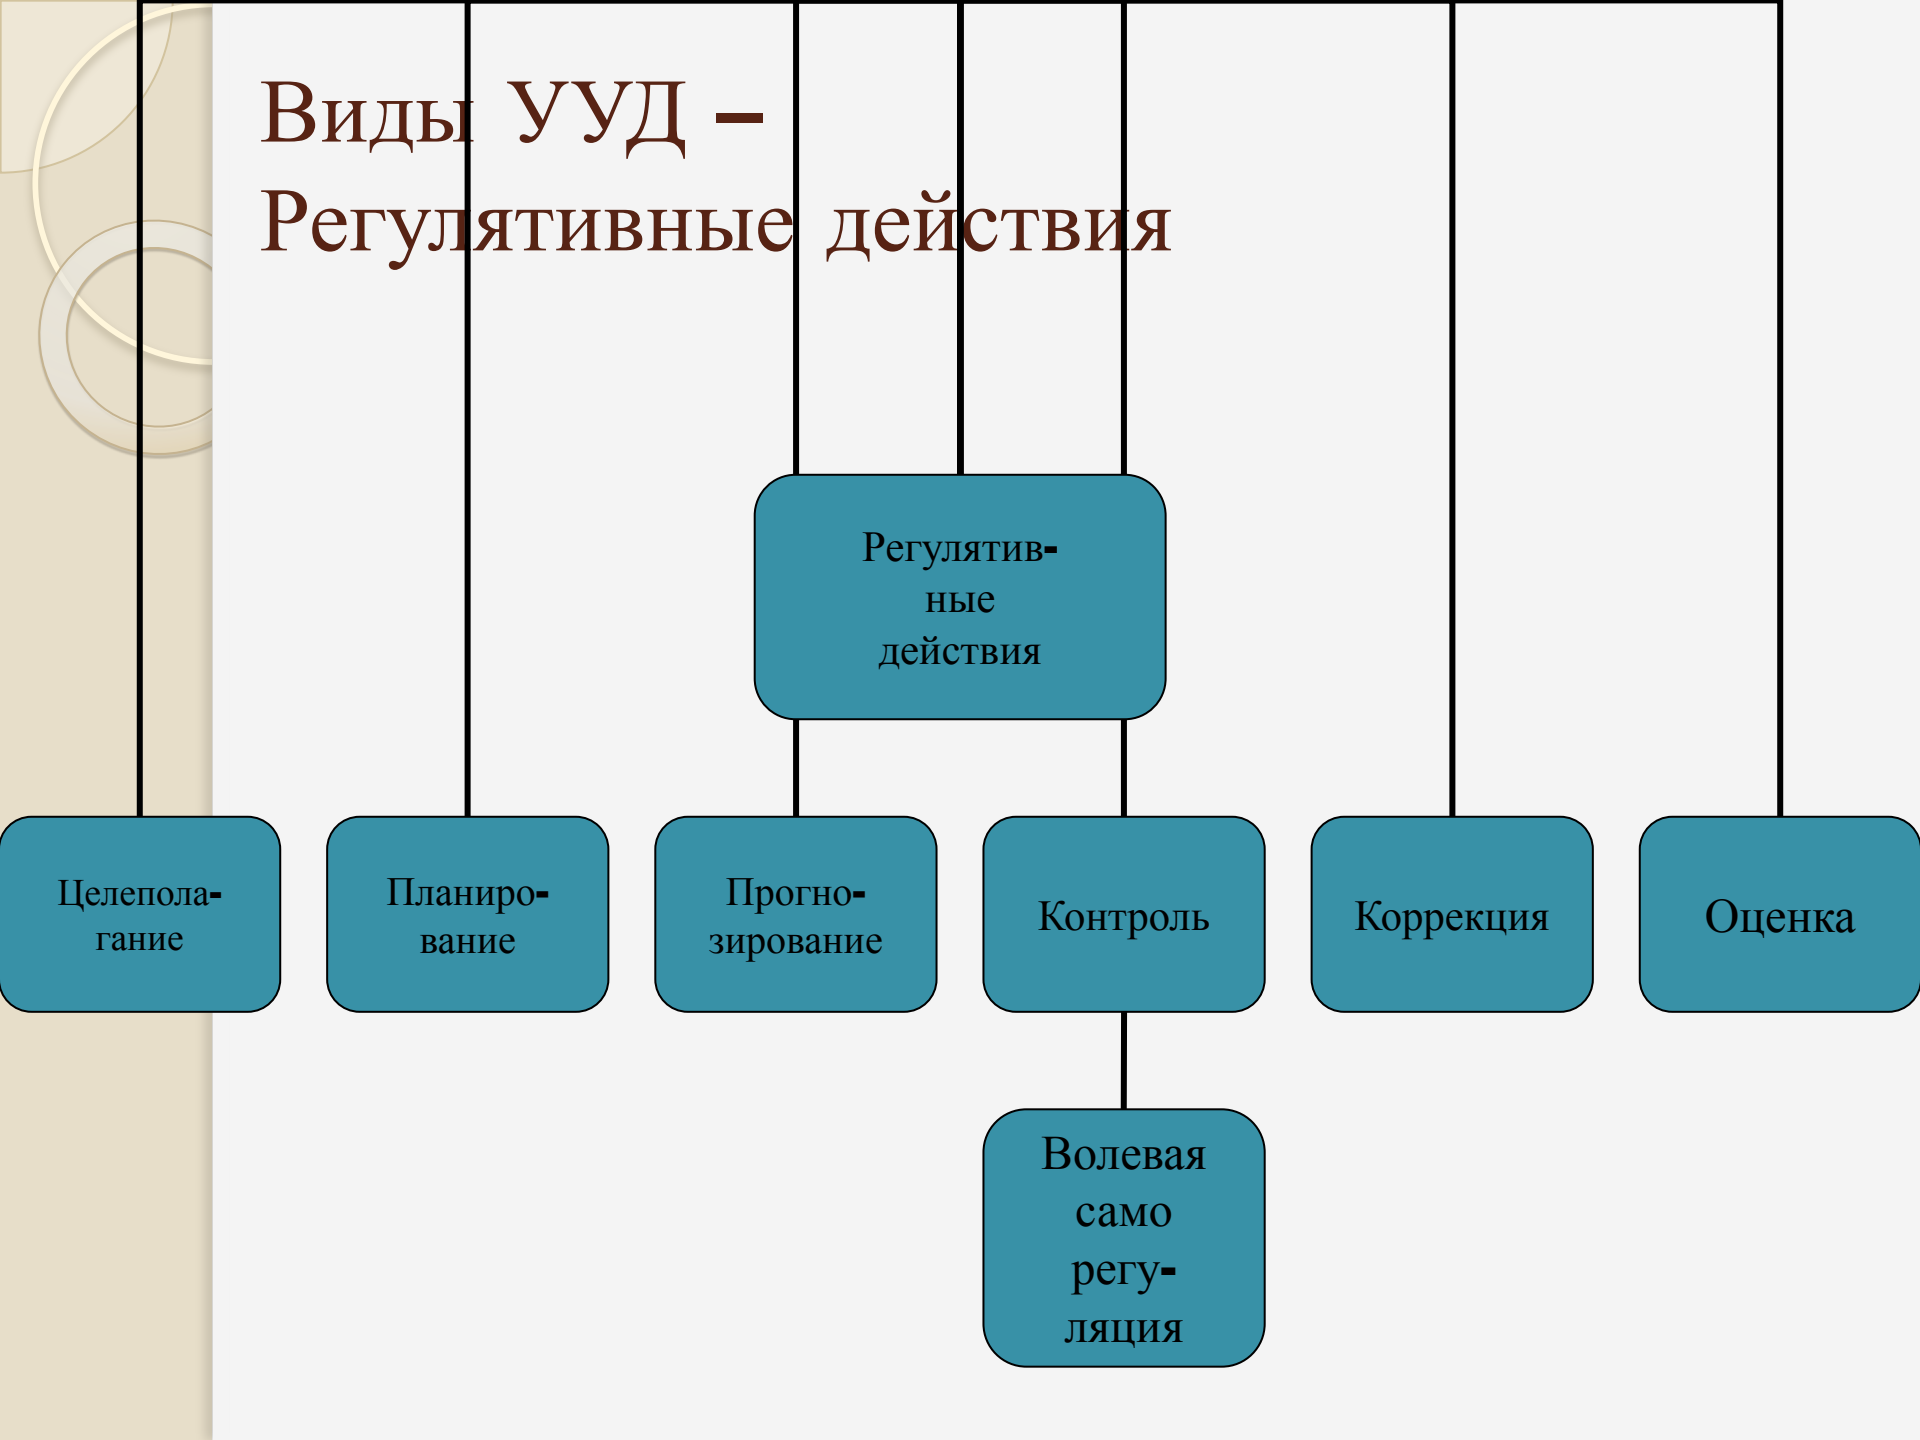 Виды УУД –
Регулятивные действия
Регулятив-
ные
действия
Целепола-
гание
Планиро-
вание
Прогно-
зирование
Контроль
Коррекция
Оценка
Волевая
само
регу-
ляция